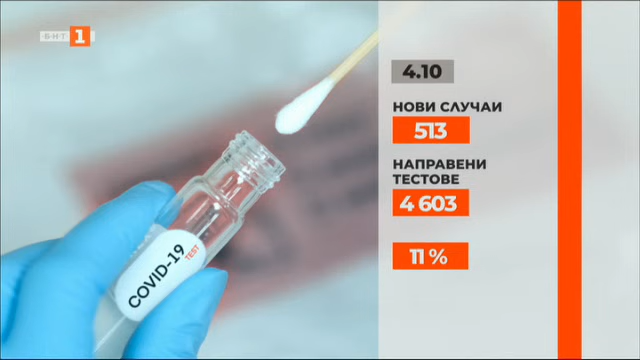 БНТ 1
4.10
НОВИ СЛУЧАИ
513
НАПРАВЕНИ
ТЕСТОВЕ
4 603
11 %
COVID-19
TEST